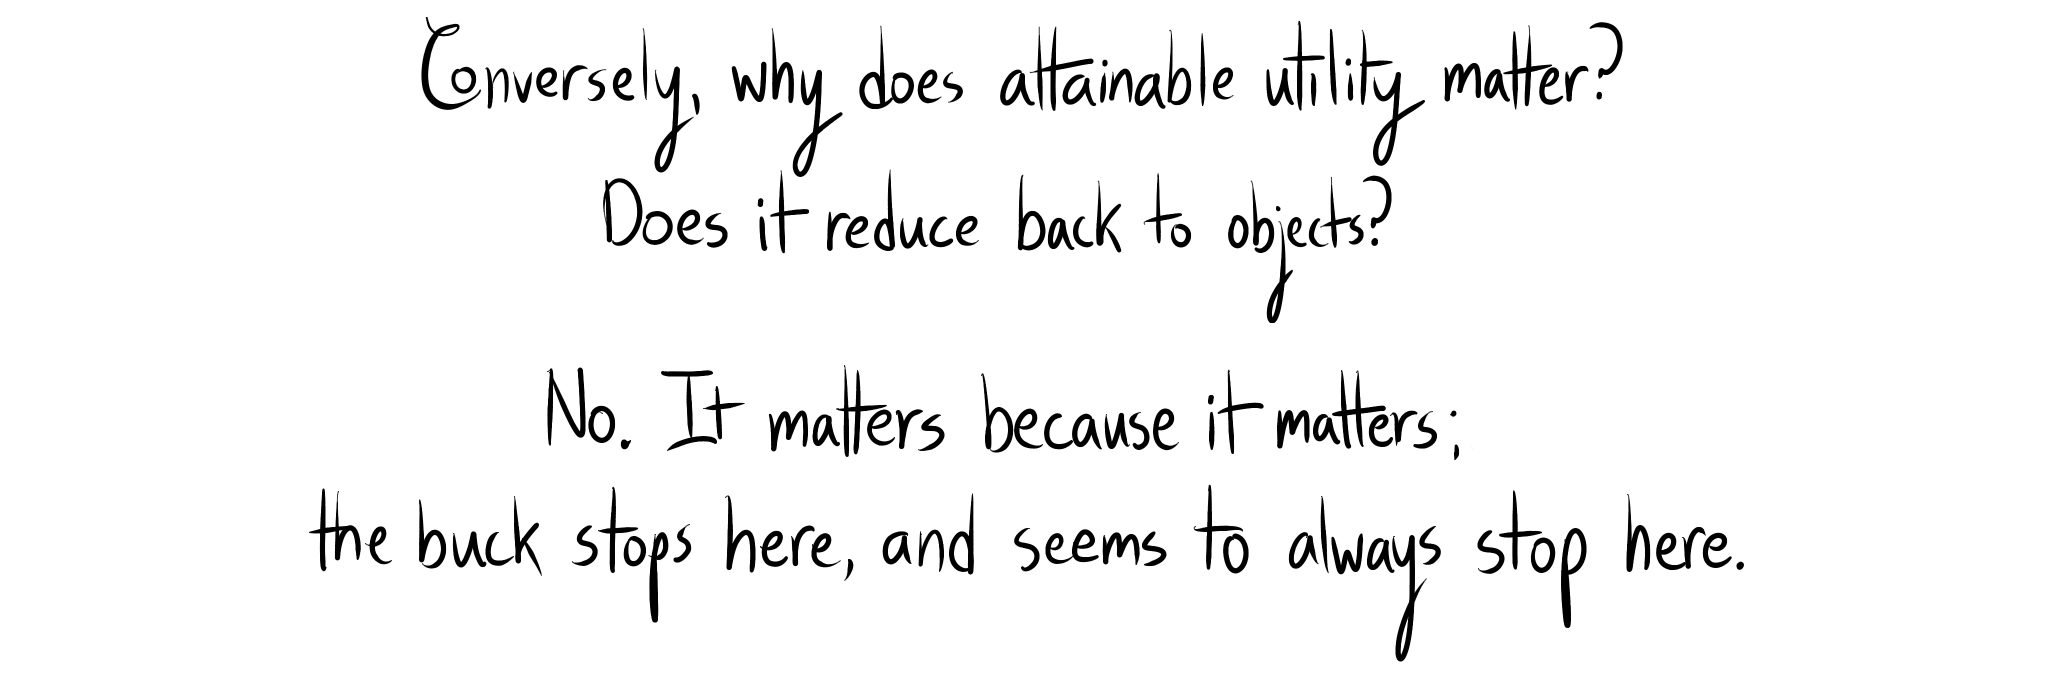 Conversely, why does attainable utility matter?
Does it reduce back to objects?
No. It matters because it matters;
the buck stops here, and seems to always stop here.